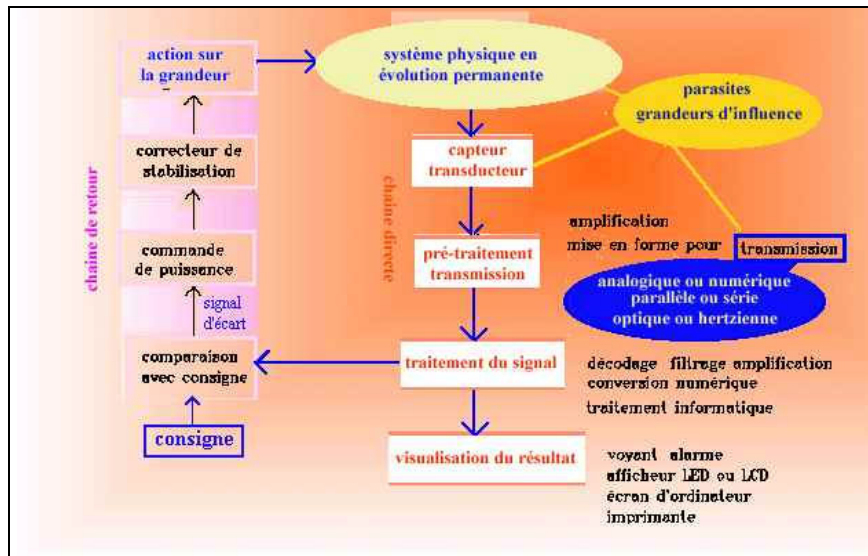 action sur
la grandeur
système physique en
évolution permanente
parasites
grandeurs d'influence
correcteur de
stabilisation
capteur
transducteur
chaîne de retour
chaîne directe
commande
de puissance
pré-traitement
transmission
amplification
mise en forme pour
transmission
analogique ou numérique
parallèle ou série
optique ou hertzienne
signal
d'écart
comparaison
avec consigne
traitement du signal
décodage filtrage amplification
conversion numérique
traitement informatique
consigne
visualisation du résultat
voyant alarme
afficheur LED ou LCD
écran d'ordinateur
imprimante